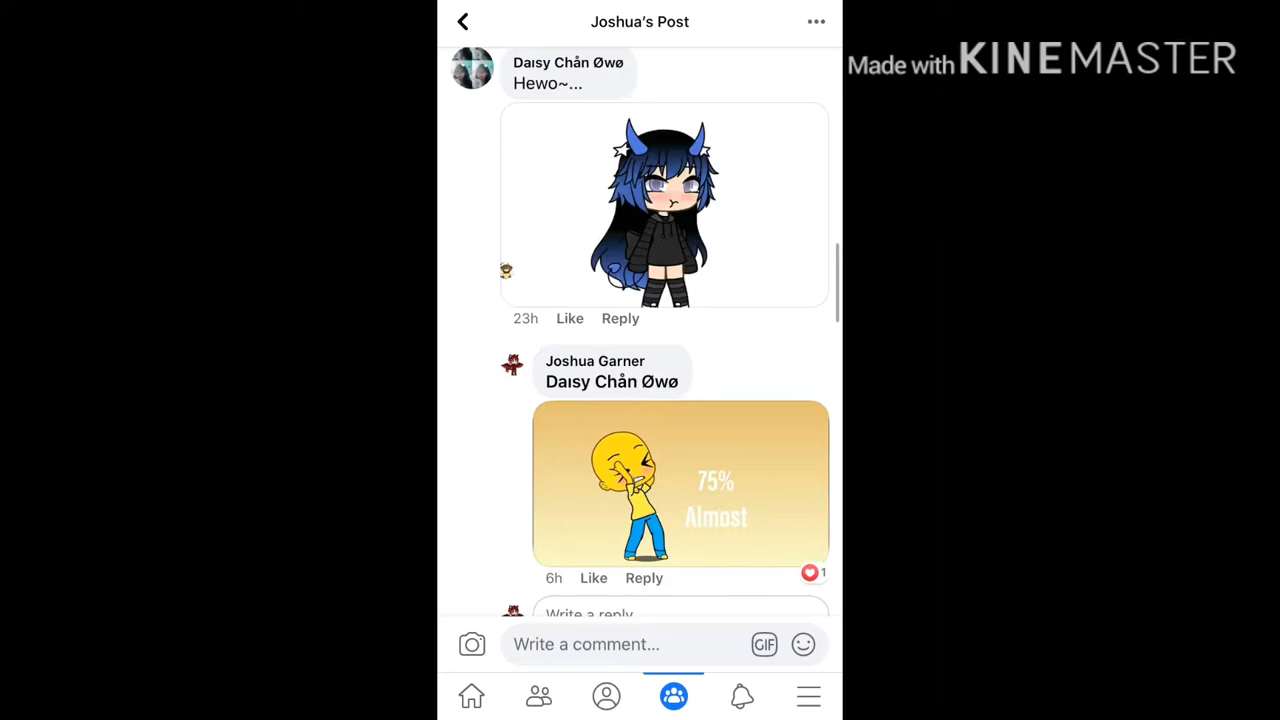 Joshua's Post
Made with KINEMASTER
Daısy Chån Øwø
Hewo~...
23h Like Reply
Joshua Garner
Daısy Chån Øwø
75%
Almost
6h Like Reply
1
Write a reply
Write a comment...
GIF